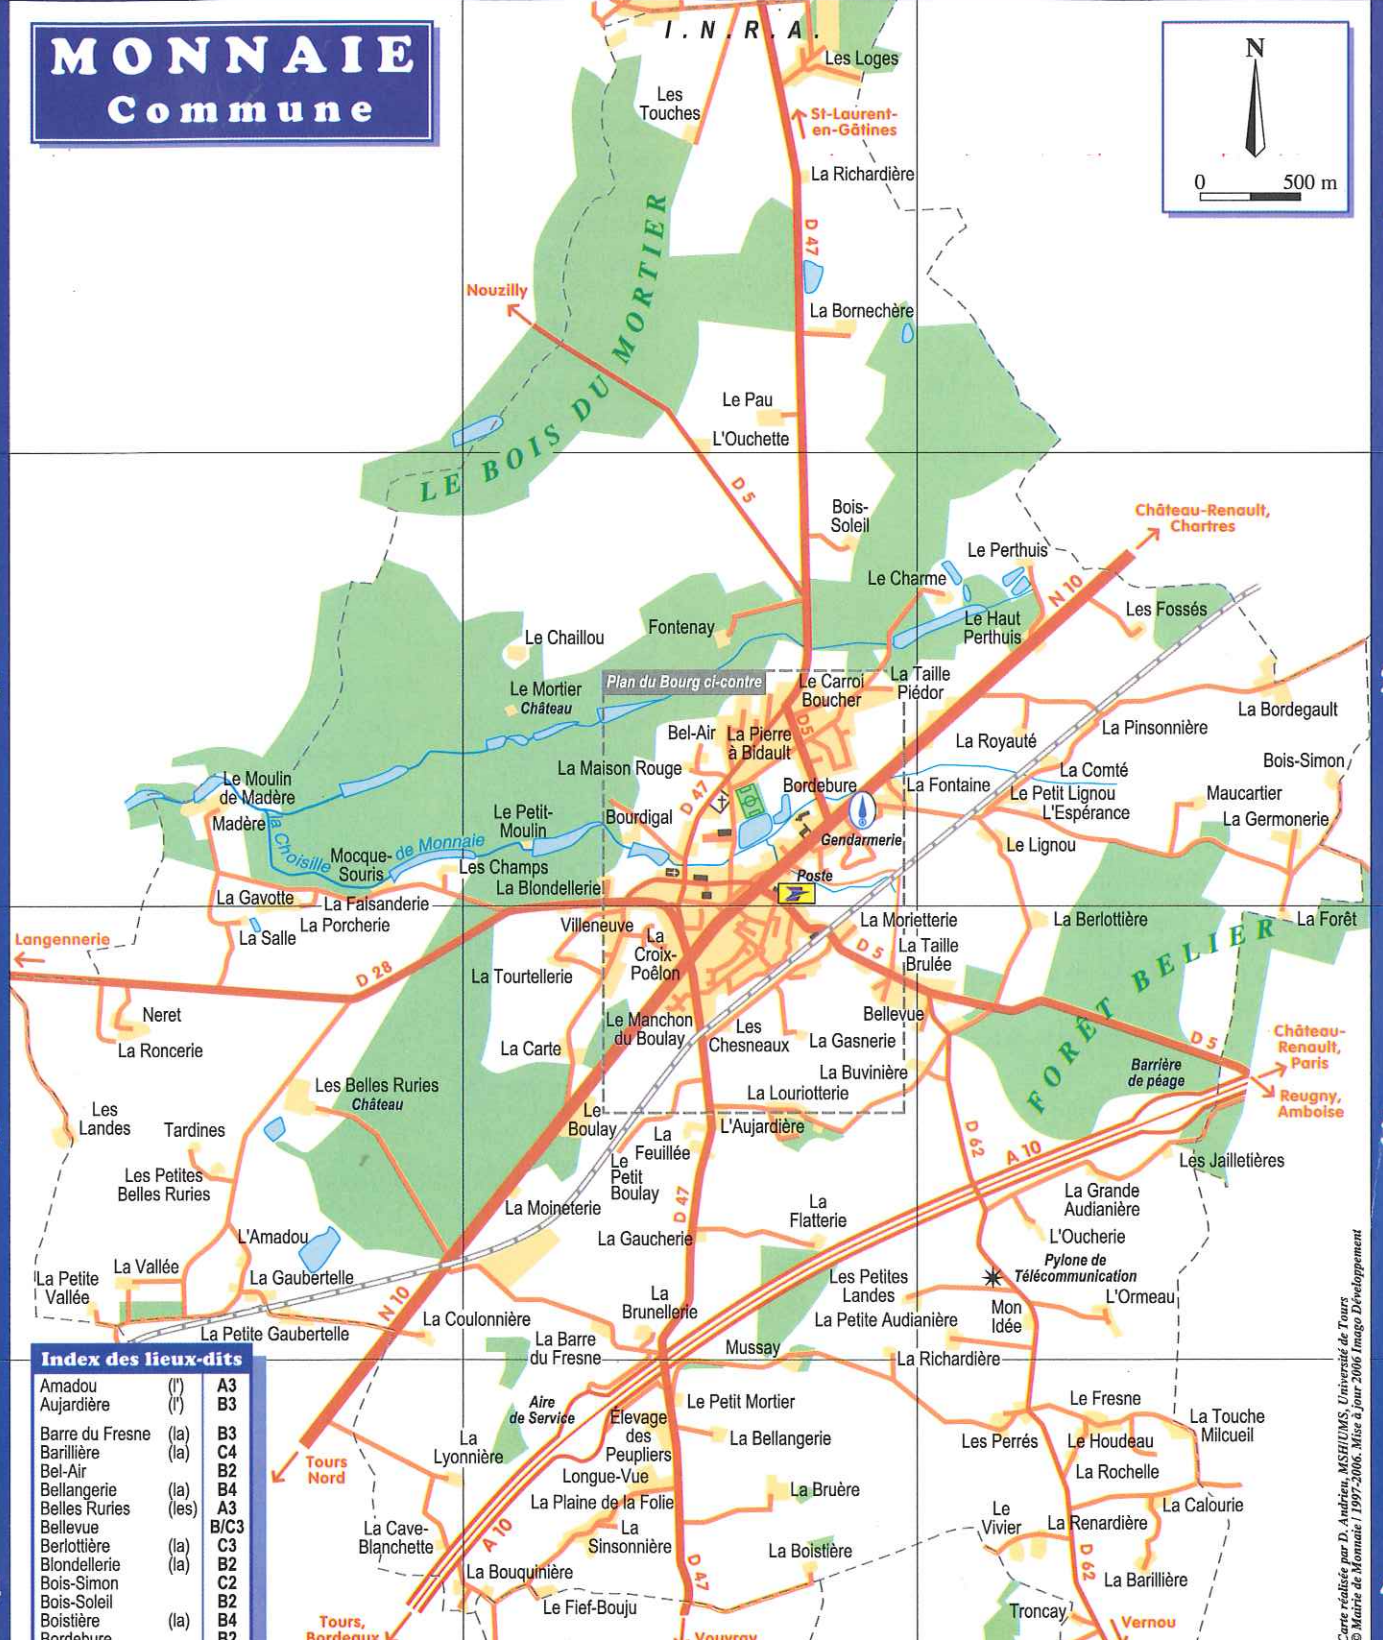 MONNAIE
Commune
I.N.R.A.
Les Loges
Les
Touches
St-Laurent-
en-Gâtines
N
0 500 m
La Richardière
D 47
Nouzilly
LE BOIS DU MORTIER
La Bornechère
Le Pau
L'Ouchette
D 5
Bois-
Soleil
Château-Renault,
Chartres
Le Perthuis
Le Charme
N 10
Les Fossés
Le Haut
Perthuis
Fontenay
Le Chaillou
Plan du Bourg ci-contre
Le Carroi
Boucher
La Taille
Piédor
Le Mortier
Château
D5
Bel-Air
La Pierre
à Bidault
La Royauté
La Pinsonnière
La Bordegault
La Maison Rouge
Bordebure
La Fontaine
La Comté
Bois-Simon
Le Moulin
de Madère
Madère
D 47
Le Petit Lignou
L'Espérance
Maucartier
La Germonerie
Le Petit-
Moulin
Bourdigal
Gendarmerie
Le Lignou
la Choisille
de Monnaie
Mocque-
Souris
Les Champs
Poste
La Blondellerie
La Gavotte
La Falsanderie
La Porcherie
La Salle
Villeneuve
La
Croix-
Poêlon
La Morietterie
La Berlottière
La Forêt
Langennerie
D 28
La Tourtellerie
D 5
La Taille
Brulée
FORÊT BELIER
Neret
La Roncerie
La Carte
Le Manchon
du Boulay
Les
Chesneaux
La Gasnerie
Bellevue
D 5
Château-
Renault,
Paris
Barrière
de péage
Reugny,
Amboise
Les Belles Ruries
Château
La Buvinière
La Louriotterie
Les
Landes
Tardines
Le
Boulay
L'Aujardière
La
Feuillée
D 62
A 10
Les Jailletières
Les Petites
Belles Ruries
Le
Petit
Boulay
D 47
La Grande
Audianière
L'Oucherie
La Moineterie
La
Flatterie
La Gaucherie
L'Amadou
La Vallée
La Gaubertelle
La Petite
Vallée
Pylone de
Télécommunication
Les Petites
Landes
L'Ormeau
N 10
La
Brunellerie
La Petite Audianière
Mon
Idée
La Coulonnière
La Petite Gaubertelle
La Barre
du Fresne
Mussay
La Richardière
Index des lieux-dits
Amadou (l') A3
Aujardière (l') B3
Barre du Fresne (la) B3
Barillière (la) C4
Bel-Air B2
Bellangerie (la) B4
Belles Ruries (les) A3
Bellevue B/C3
Berlottière (la) C3
Blondellerie (la) B2
Bois-Simon C2
Bois-Soleil B2
Boistière (la) B4
Bordebure B2
Aire
de Service
Élevage
des
Peupliers
Le Petit Mortier
La Bellangerie
Le Fresne
La Touche
Milcueil
Les Perrés
Le Houdeau
La Rochelle
Tours
Nord
La
Lyonnière
Longue-Vue
La Plaine de la Folie
La Bruère
La Calourie
Le
Vivier
La Renardière
La Cave-
Blanchette
A 10
La
Sinsonnière
La Boistière
La Bouquinière
D 47
D 62
La Barillière
Le Fief-Bouju
Troncay
Tours,
Bordeaux
Vouvray
Vernou
Carte réalisée par D. Andrieu, MSH/UMS, Université de Tours
© Mairie de Monnaie / 1997-2006. Mise à jour 2006 Imago Développement